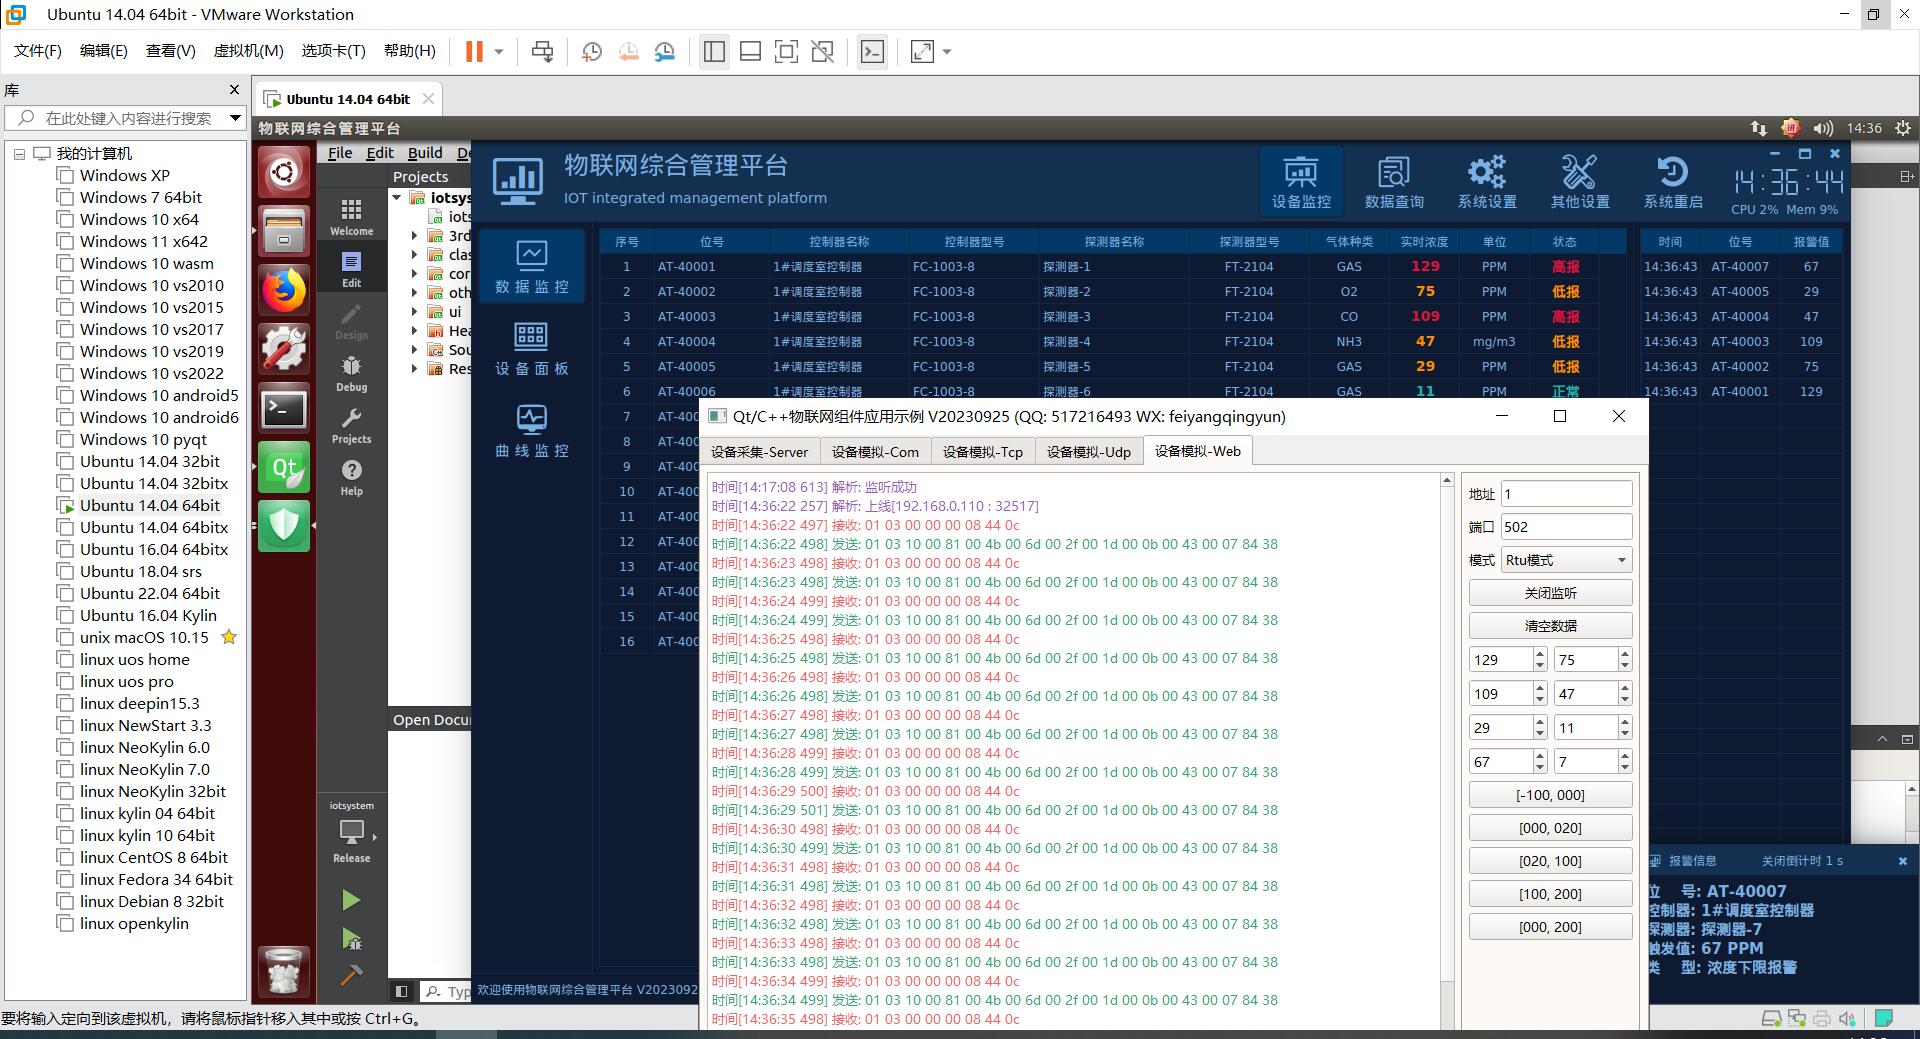 Ubuntu 14.04 64bit - VMware Workstation
文件(F) 编辑(E) 查看(V) 虚拟机(M) 选项卡(T) 帮助(H)
库
在此处键入内容进行搜索
我的计算机
Windows XP
Windows 7 64bit
Windows 10 x64
Windows 11 x642
Windows 10 wasm
Windows 10 vs2010
Windows 10 vs2015
Windows 10 vs2017
Windows 10 vs2019
Windows 10 vs2022
Windows 10 android5
Windows 10 android6
Windows 10 pyqt
Ubuntu 14.04 32bit
Ubuntu 14.04 32bitx
Ubuntu 14.04 64bit
Ubuntu 14.04 64bitx
Ubuntu 16.04 64bitx
Ubuntu 18.04 srs
Ubuntu 22.04 64bit
Ubuntu 16.04 Kylin
unix macOS 10.15
linux uos home
linux uos pro
linux deepin15.3
linux NewStart 3.3
linux NeoKylin 6.0
linux NeoKylin 7.0
linux NeoKylin 32bit
linux kylin 04 64bit
linux kylin 10 64bit
linux CentOS 8 64bit
linux Fedora 34 64bit
linux Debian 8 32bit
linux openkylin
要将输入定向到该虚拟机，请将鼠标指针移入其中或按 Ctrl+G。
Ubuntu 14.04 64bit
物联网综合管理平台
14:36
File Edit Build De
Projects
iotsys
iots
3rd
clas
cor
oth
ui
Hea
Sou
Res
Welcome
Edit
Design
Debug
Projects
Help
Open Docu
iotsystem
Release
Typ
物联网综合管理平台
IOT integrated management platform
设备监控 数据查询 系统设置 其他设置 系统重启
14:36:44
CPU 2% Mem 9%
数据监控
设备面板
曲线监控
序号 位号 控制器名称 控制器型号 探测器名称 探测器型号 气体种类 实时浓度 单位 状态
1 AT-40001 1#调度室控制器 FC-1003-8 探测器-1 FT-2104 GAS 129 PPM 高报
2 AT-40002 1#调度室控制器 FC-1003-8 探测器-2 FT-2104 O2 75 PPM 低报
3 AT-40003 1#调度室控制器 FC-1003-8 探测器-3 FT-2104 CO 109 PPM 高报
4 AT-40004 1#调度室控制器 FC-1003-8 探测器-4 FT-2104 NH3 47 mg/m3 低报
5 AT-40005 1#调度室控制器 FC-1003-8 探测器-5 FT-2104 GAS 29 PPM 低报
6 AT-40006 1#调度室控制器 FC-1003-8 探测器-6 FT-2104 GAS 11 PPM 正常
7 AT-400
8 AT-400
9 AT-400
10 AT-400
11 AT-400
12 AT-400
13 AT-400
14 AT-400
15 AT-400
16 AT-400
时间 位号 报警值
14:36:43 AT-40007 67
14:36:43 AT-40005 29
14:36:43 AT-40004 47
14:36:43 AT-40003 109
14:36:43 AT-40002 75
14:36:43 AT-40001 129
欢迎使用物联网综合管理平台 V2023092
Qt/C++物联网组件应用示例 V20230925 (QQ: 517216493 WX: feiyangqingyun)
设备采集-Server 设备模拟-Com 设备模拟-Tcp 设备模拟-Udp 设备模拟-Web
时间[14:17:08 613] 解析: 监听成功
时间[14:36:22 257] 解析: 上线[192.168.0.110 : 32517]
时间[14:36:22 497] 接收: 01 03 00 00 00 08 44 0c
时间[14:36:22 498] 发送: 01 03 10 00 81 00 4b 00 6d 00 2f 00 1d 00 0b 00 43 00 07 84 38
时间[14:36:23 498] 接收: 01 03 00 00 00 08 44 0c
时间[14:36:23 498] 发送: 01 03 10 00 81 00 4b 00 6d 00 2f 00 1d 00 0b 00 43 00 07 84 38
时间[14:36:24 499] 接收: 01 03 00 00 00 08 44 0c
时间[14:36:24 499] 发送: 01 03 10 00 81 00 4b 00 6d 00 2f 00 1d 00 0b 00 43 00 07 84 38
时间[14:36:25 498] 接收: 01 03 00 00 00 08 44 0c
时间[14:36:25 498] 发送: 01 03 10 00 81 00 4b 00 6d 00 2f 00 1d 00 0b 00 43 00 07 84 38
时间[14:36:26 498] 接收: 01 03 00 00 00 08 44 0c
时间[14:36:26 498] 发送: 01 03 10 00 81 00 4b 00 6d 00 2f 00 1d 00 0b 00 43 00 07 84 38
时间[14:36:27 498] 接收: 01 03 00 00 00 08 44 0c
时间[14:36:27 498] 发送: 01 03 10 00 81 00 4b 00 6d 00 2f 00 1d 00 0b 00 43 00 07 84 38
时间[14:36:28 499] 接收: 01 03 00 00 00 08 44 0c
时间[14:36:28 499] 发送: 01 03 10 00 81 00 4b 00 6d 00 2f 00 1d 00 0b 00 43 00 07 84 38
时间[14:36:29 500] 接收: 01 03 00 00 00 08 44 0c
时间[14:36:29 501] 发送: 01 03 10 00 81 00 4b 00 6d 00 2f 00 1d 00 0b 00 43 00 07 84 38
时间[14:36:30 498] 接收: 01 03 00 00 00 08 44 0c
时间[14:36:30 499] 发送: 01 03 10 00 81 00 4b 00 6d 00 2f 00 1d 00 0b 00 43 00 07 84 38
时间[14:36:31 498] 接收: 01 03 00 00 00 08 44 0c
时间[14:36:31 498] 发送: 01 03 10 00 81 00 4b 00 6d 00 2f 00 1d 00 0b 00 43 00 07 84 38
时间[14:36:32 498] 接收: 01 03 00 00 00 08 44 0c
时间[14:36:32 498] 发送: 01 03 10 00 81 00 4b 00 6d 00 2f 00 1d 00 0b 00 43 00 07 84 38
时间[14:36:33 498] 接收: 01 03 00 00 00 08 44 0c
时间[14:36:33 498] 发送: 01 03 10 00 81 00 4b 00 6d 00 2f 00 1d 00 0b 00 43 00 07 84 38
时间[14:36:34 499] 接收: 01 03 00 00 00 08 44 0c
时间[14:36:34 499] 发送: 01 03 10 00 81 00 4b 00 6d 00 2f 00 1d 00 0b 00 43 00 07 84 38
时间[14:36:35 498] 接收: 01 03 00 00 00 08 44 0c
地址 1
端口 502
模式 Rtu模式
关闭监听
清空数据
129 75
109 47
29 11
67 7
[-100, 000]
[000, 020]
[020, 100]
[100, 200]
[000, 200]
报警信息 关闭倒计时 1 s
位 号: AT-40007
控制器: 1#调度室控制器
探测器: 探测器-7
触发值: 67 PPM
类 型: 浓度下限报警